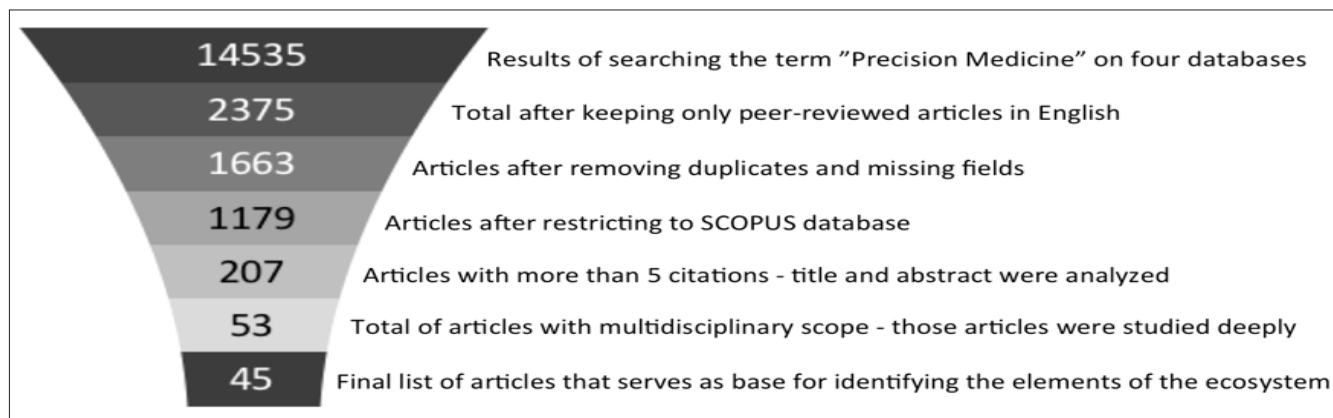 14535 Results of searching the term ”Precision Medicine” on four databases
2375 Total after keeping only peer-reviewed articles in English
1663 Articles after removing duplicates and missing fields
1179 Articles after restricting to SCOPUS database
207 Articles with more than 5 citations - title and abstract were analyzed
53 Total of articles with multidisciplinary scope - those articles were studied deeply
45 Final list of articles that serves as base for identifying the elements of the ecosystem